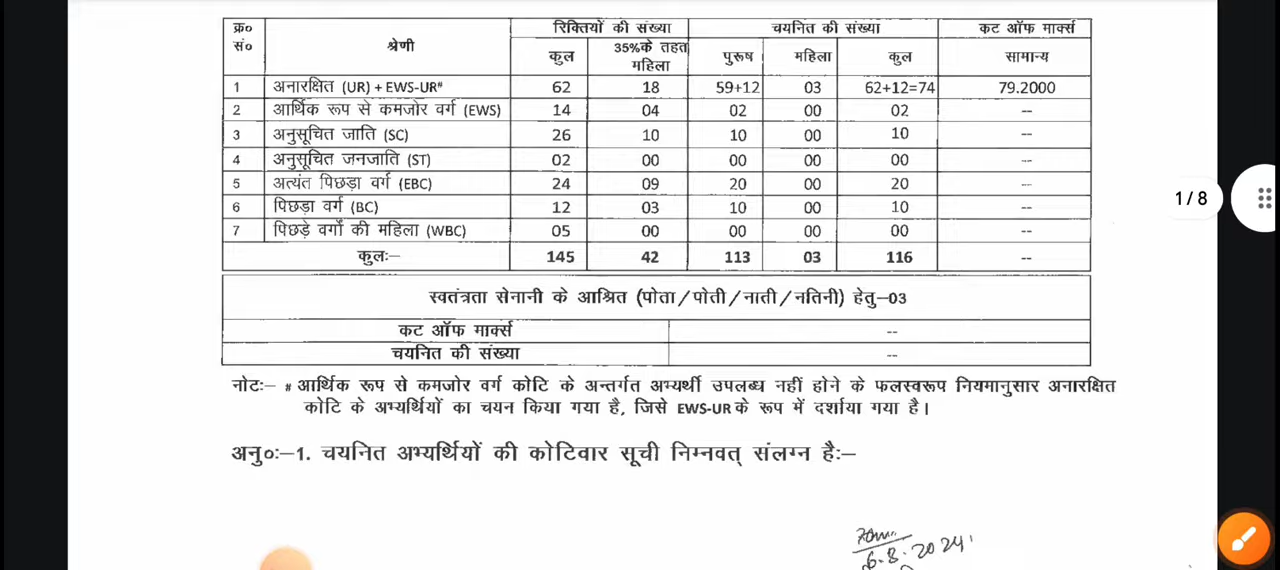 क्र० सं० श्रेणी रिक्तियों की संख्या चयनित की संख्या कट ऑफ मार्क्स
कुल 35%के तहत महिला पुरूष महिला कुल सामान्य
1 अनारक्षित (UR) + EWS-UR# 62 18 59+12 03 62+12=74 79.2000
2 आर्थिक रूप से कमजोर वर्ग (EWS) 14 04 02 00 02 --
3 अनुसूचित जाति (SC) 26 10 10 00 10 --
4 अनुसूचित जनजाति (ST) 02 00 00 00 00 --
5 अत्यंत पिछड़ा वर्ग (EBC) 24 09 20 00 20 --
6 पिछड़ा वर्ग (BC) 12 03 10 00 10 --
7 पिछड़े वर्गो की महिला (WBC) 05 00 00 00 00 --
कुलः- 145 42 113 03 116 --
स्वतंत्रता सेनानी के आश्रित (पोता/पोती/नाती/नतिनी) हेतु-03
कट ऑफ मार्क्स --
चयनित की संख्या --
नोटः- # आर्थिक रूप से कमजोर वर्ग कोटि के अन्तर्गत अभ्यर्थी उपलब्ध नहीं होने के फलस्वरूप नियमानुसार अनारक्षित
कोटि के अभ्यर्थियों का चयन किया गया है, जिसे EWS-UR के रूप में दर्शाया गया है।
अनु०ः-1. चयनित अभ्यर्थियों की कोटिवार सूची निम्नवत् संलग्न हैः-
6.8.2024
1/8